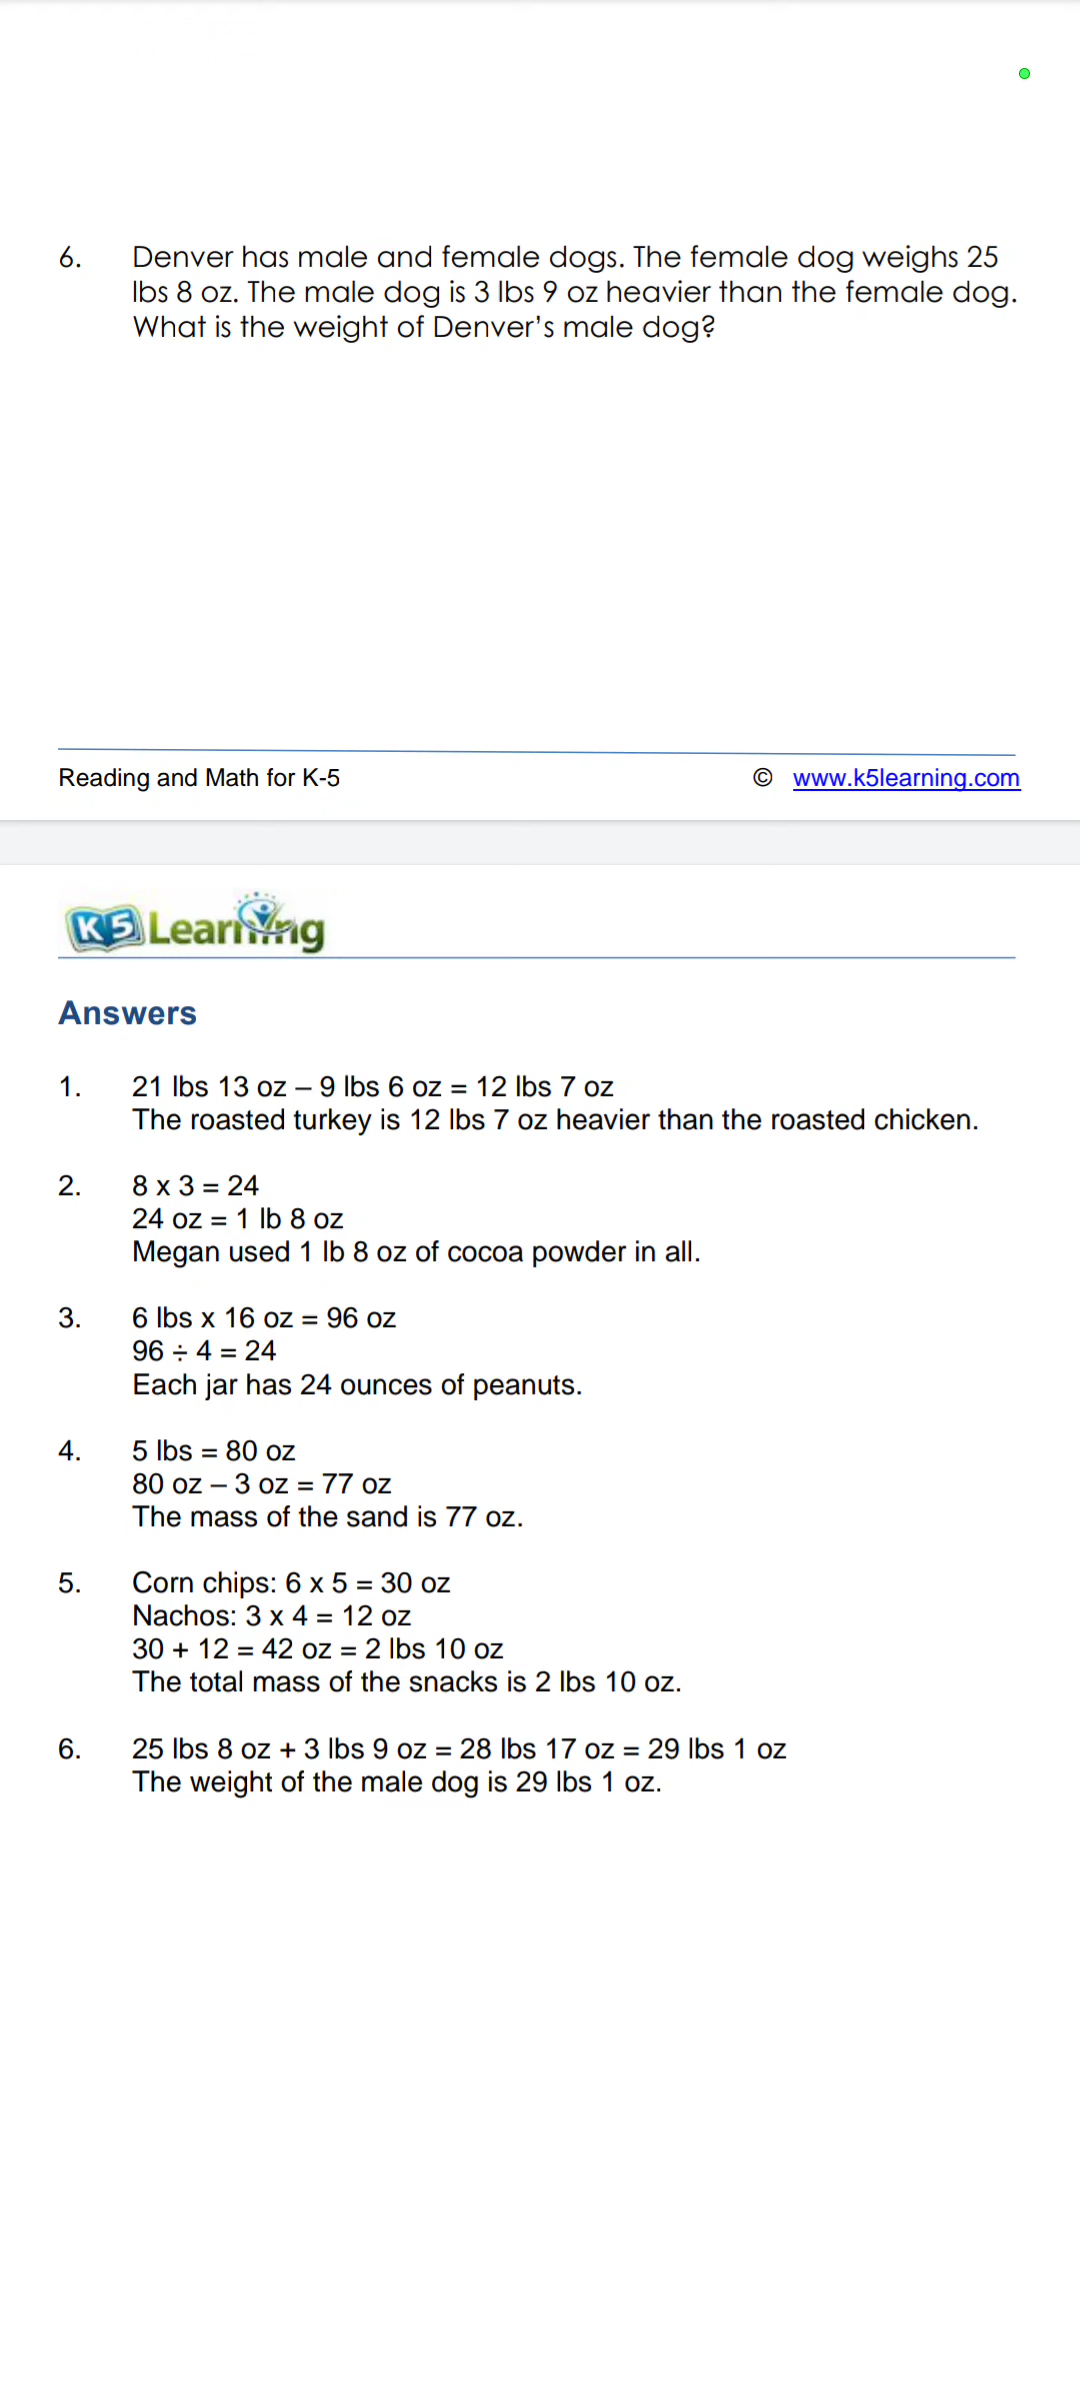 6. Denver has male and female dogs. The female dog weighs 25
lbs 8 oz. The male dog is 3 lbs 9 oz heavier than the female dog.
What is the weight of Denver's male dog?
Reading and Math for K-5 © www.k5learning.com
K5 Learning
Answers
1. 21 lbs 13 oz – 9 lbs 6 oz = 12 lbs 7 oz
The roasted turkey is 12 lbs 7 oz heavier than the roasted chicken.
2. 8 x 3 = 24
24 oz = 1 lb 8 oz
Megan used 1 lb 8 oz of cocoa powder in all.
3. 6 lbs x 16 oz = 96 oz
96 ÷ 4 = 24
Each jar has 24 ounces of peanuts.
4. 5 lbs = 80 oz
80 oz – 3 oz = 77 oz
The mass of the sand is 77 oz.
5. Corn chips: 6 x 5 = 30 oz
Nachos: 3 x 4 = 12 oz
30 + 12 = 42 oz = 2 lbs 10 oz
The total mass of the snacks is 2 lbs 10 oz.
6. 25 lbs 8 oz + 3 lbs 9 oz = 28 lbs 17 oz = 29 lbs 1 oz
The weight of the male dog is 29 lbs 1 oz.